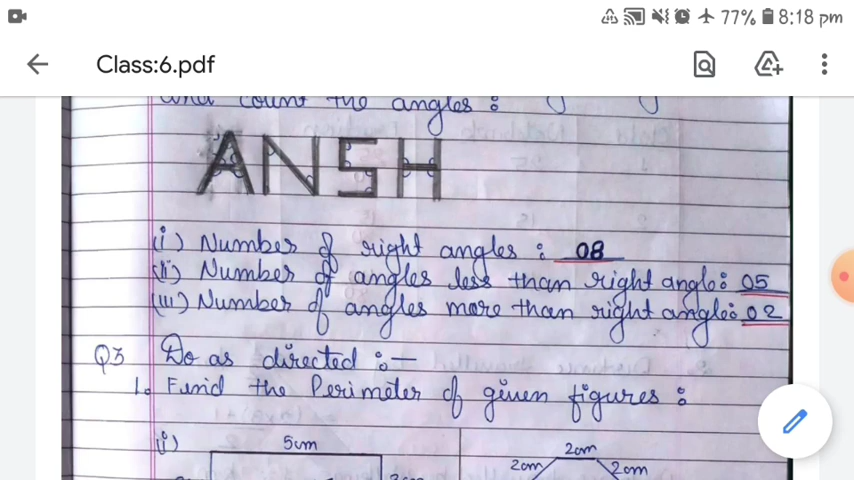 77% 8:18 pm
Class:6.pdf
and count the angles :
ANSH
(i) Number of right angles : 08
(ii) Number of angles less than right angle: 05
(iii) Number of angles more than right angle: 02
Q3 Do as directed :-
1. Find the Perimeter of given figures :
(i) 5cm 2cm
2cm 2cm